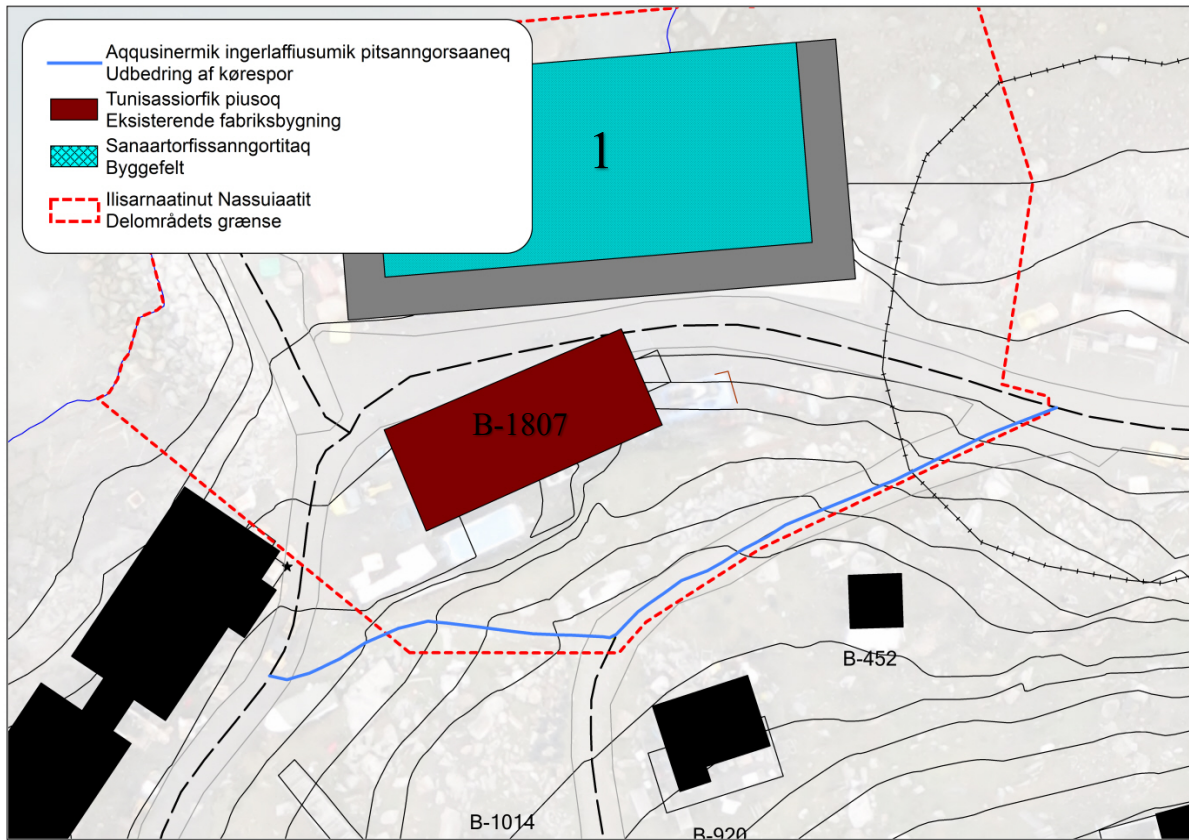 Aqqusinermik ingerlaffiusumik pitsanngorsaaneq
Udbedring af kørespor
Tunisassiorfik piusoq
Eksisterende fabriksbygning
Sanaartorfissanngortitaq
Byggefelt
Ilisarnaatinut Nassuiaatit
Delområdets grænse
1
B-1807
B-452
B-1014
B-920